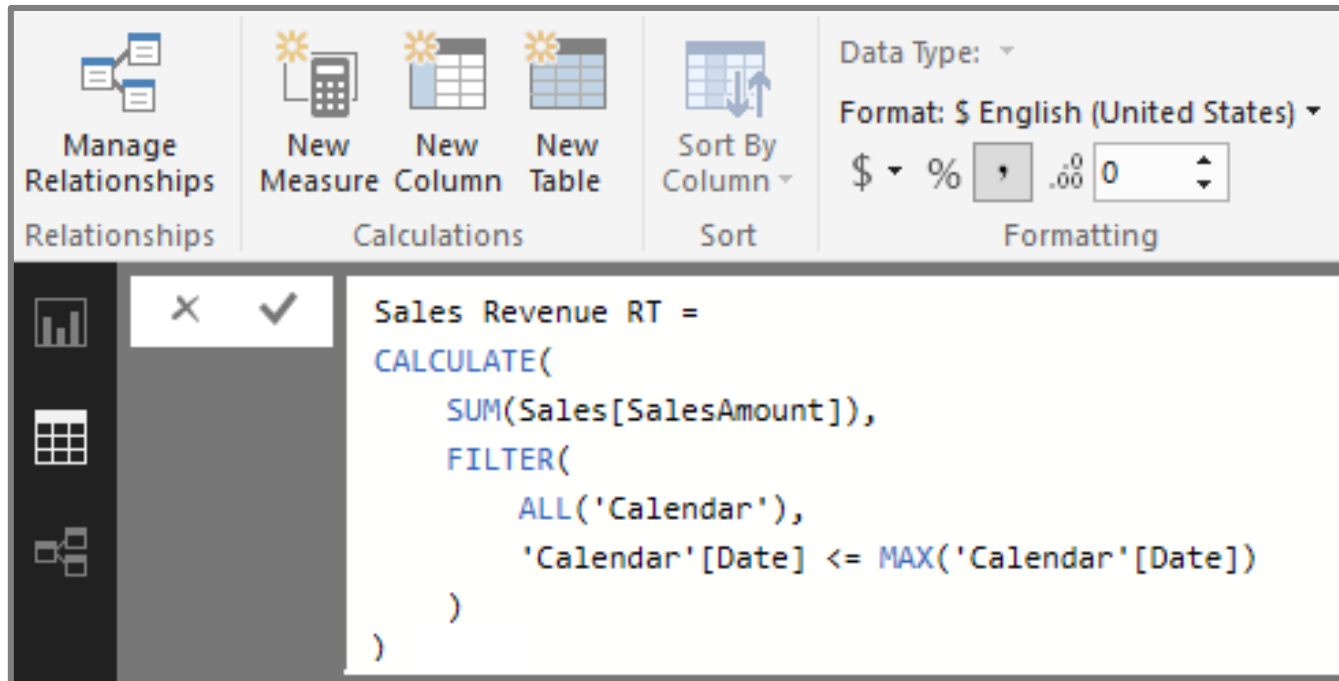 Manage Relationships
New Measure
New Column
New Table
Sort By Column
Data Type:
Format: $ English (United States)
$ % , .00 .0 0
Relationships
Calculations
Sort
Formatting
Sales Revenue RT =
CALCULATE(
    SUM(Sales[SalesAmount]),
    FILTER(
        ALL('Calendar'),
        'Calendar'[Date] <= MAX('Calendar'[Date])
    )
)